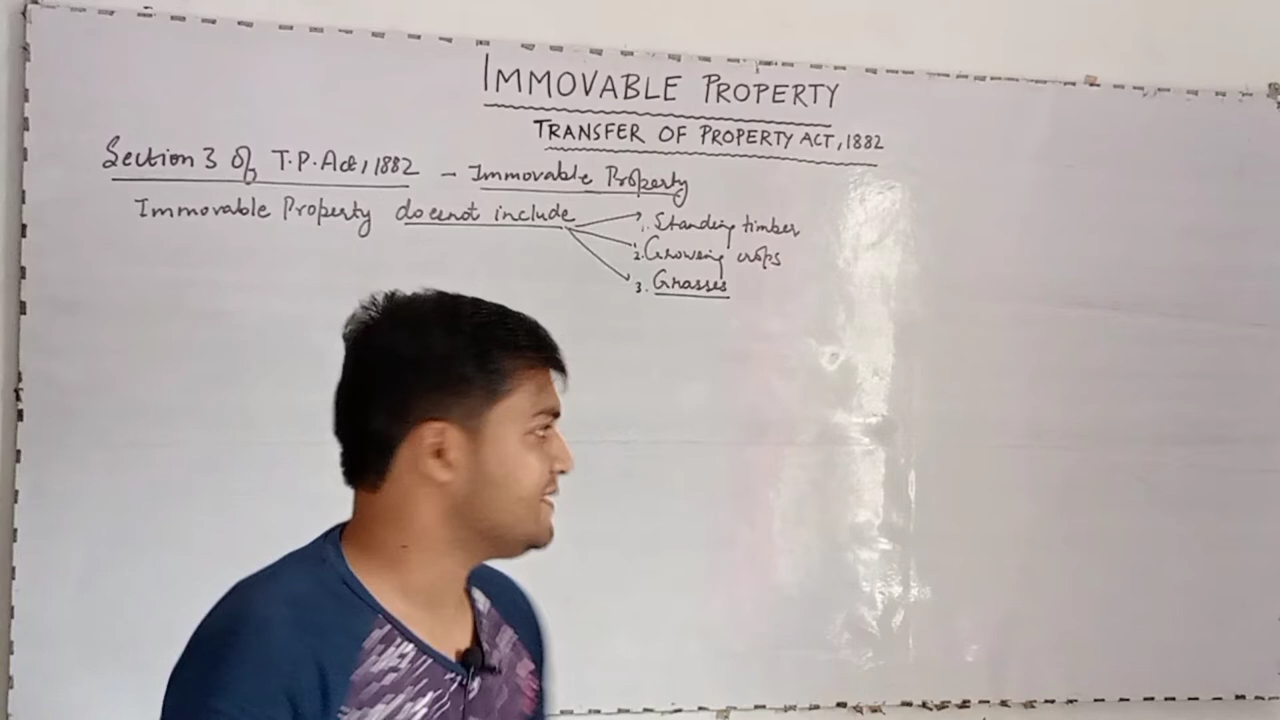 IMMOVABLE PROPERTY
TRANSFER OF PROPERTY ACT, 1882
Section 3 of T.P. Act, 1882 - Immovable Property
Immovable Property doesnot include
1. Standing timber
2. Growing crops
3. Grasses